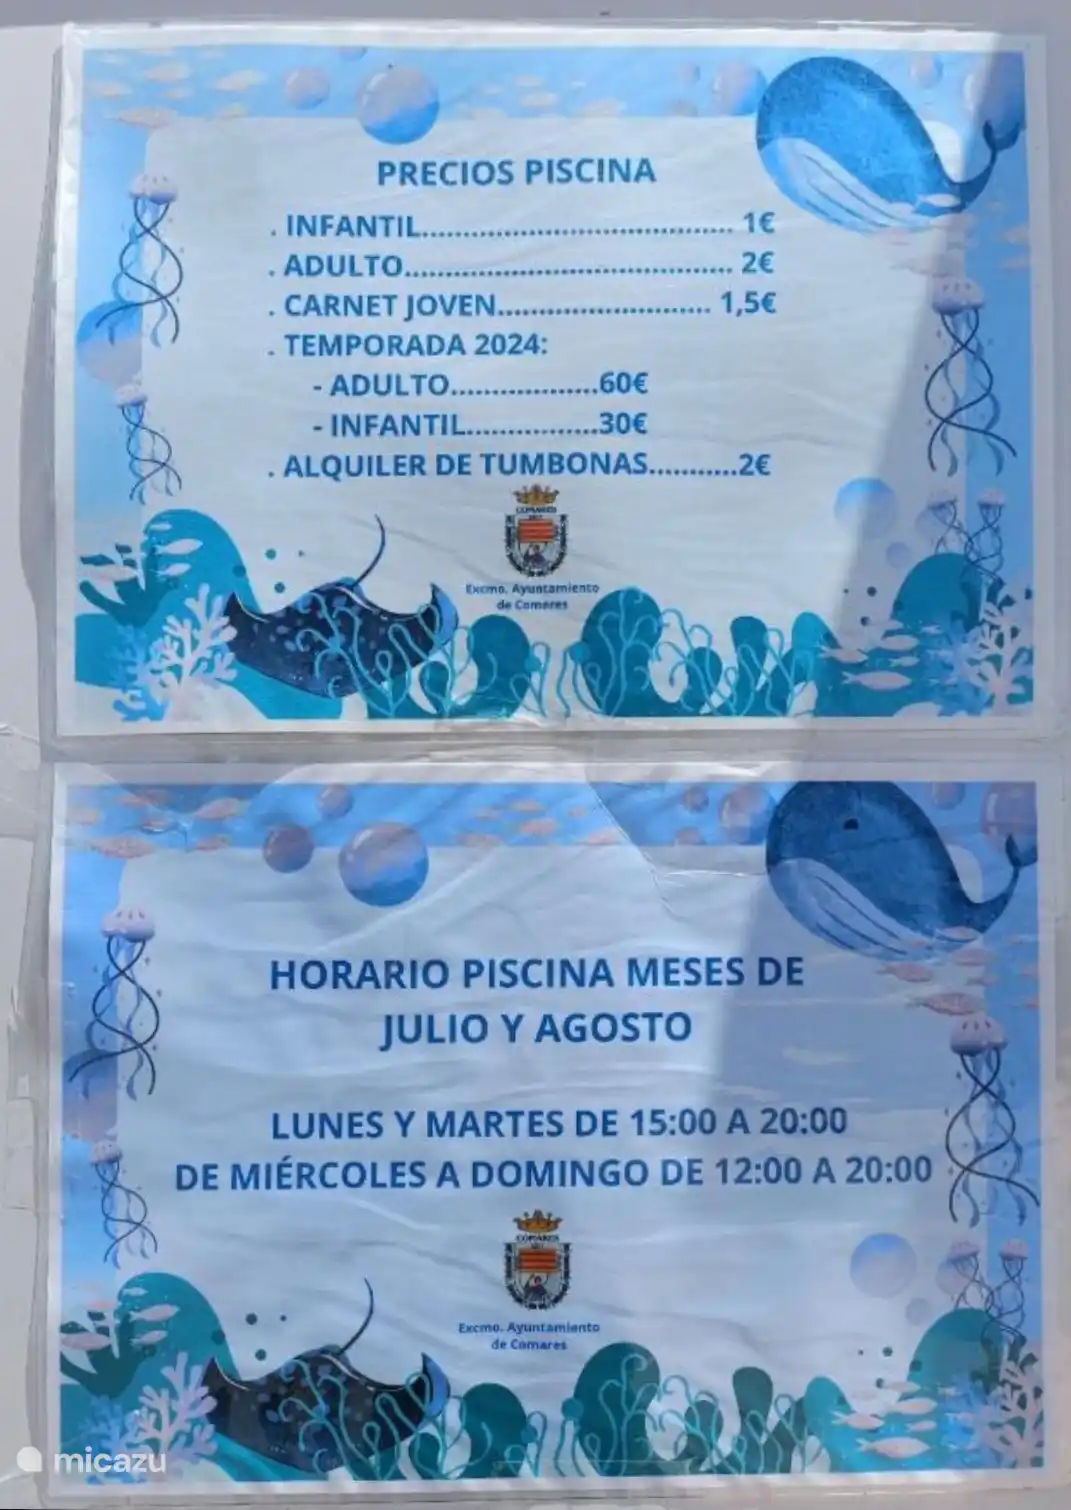 PRECIOS PISCINA
. INFANTIL...................................... 1€
. ADULTO........................................ 2€
. CARNET JOVEN.......................... 1,5€
. TEMPORADA 2024:
- ADULTO..................60€
- INFANTIL................30€
. ALQUILER DE TUMBONAS...........2€
COMARES
Excmo. Ayuntamiento
de Comares
HORARIO PISCINA MESES DE
JULIO Y AGOSTO
LUNES Y MARTES DE 15:00 A 20:00
DE MIÉRCOLES A DOMINGO DE 12:00 A 20:00
COMARES
Excmo. Ayuntamiento
de Comares
micazu